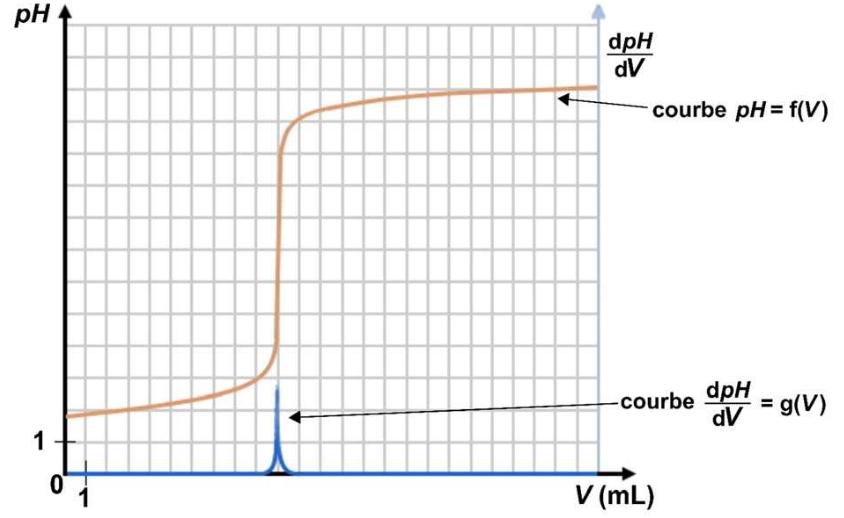 pH
dpH
dV
courbe pH = f(V)
courbe dpH/dV = g(V)
1
0
1
V (mL)